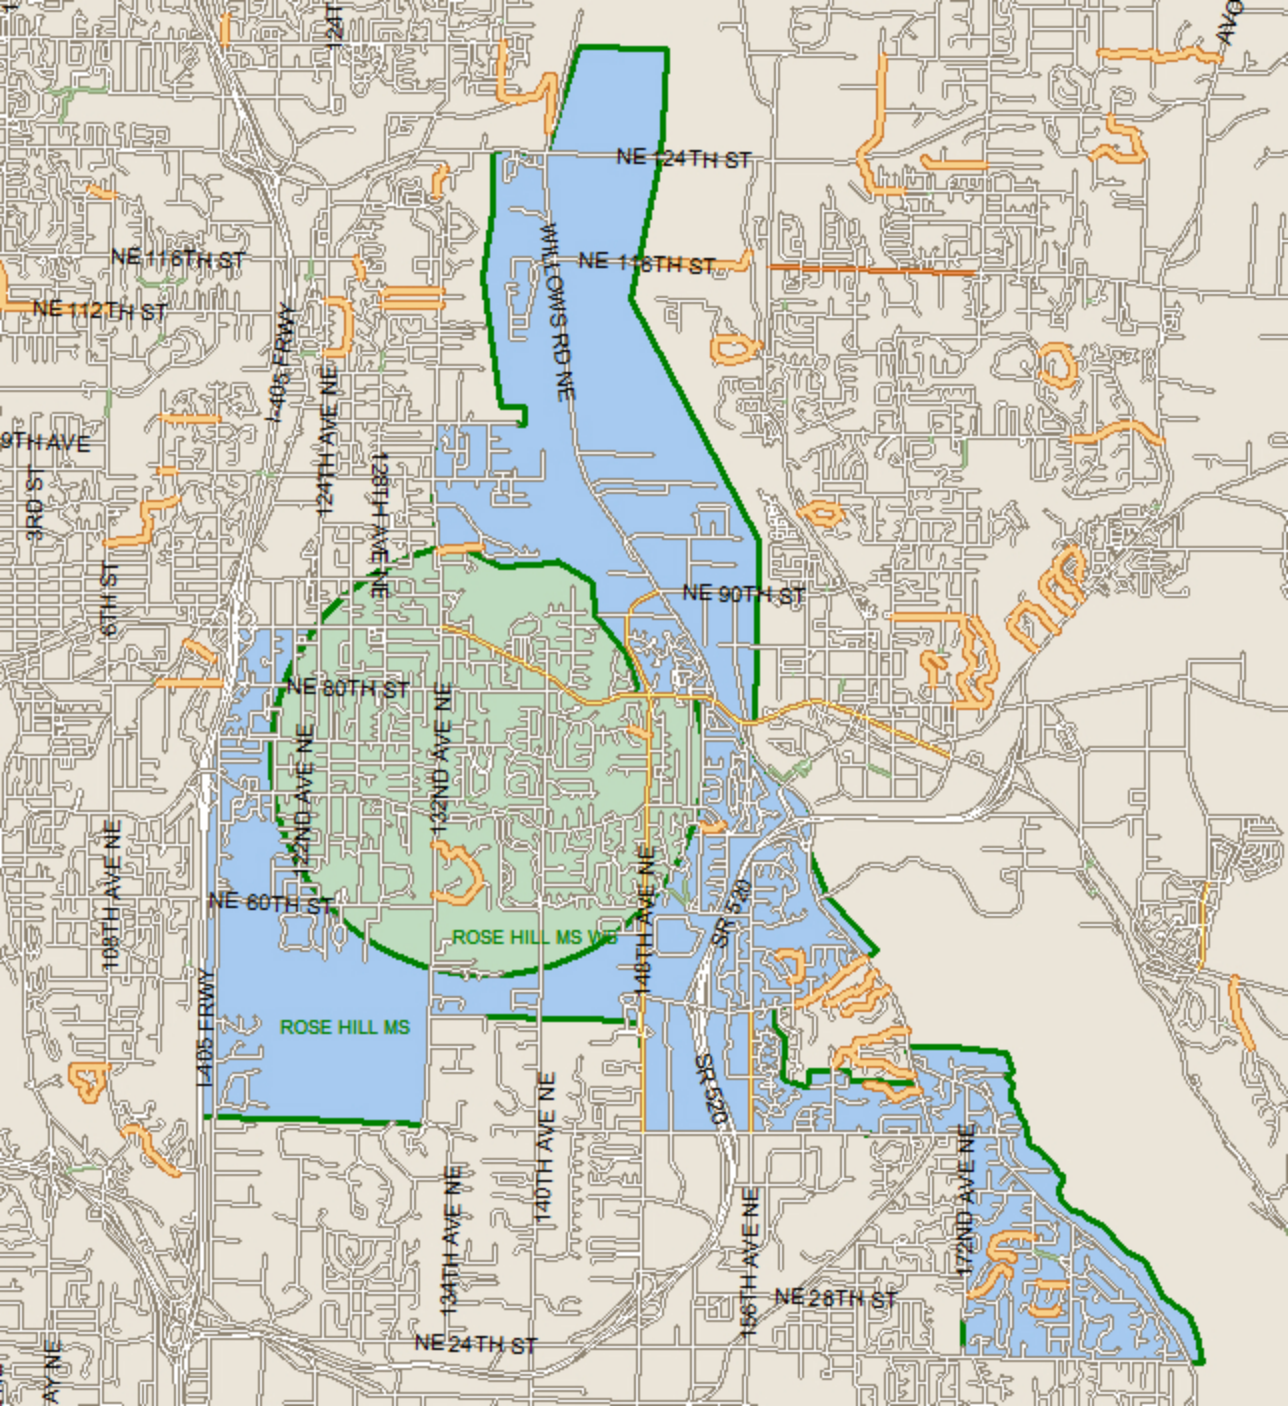 124T
AVO
NE 124TH ST
NE 116TH ST
NE 116TH ST
NE 112TH ST
WILLOWS RD NE
I-405 FRWY
124TH AVE NE
9TH AVE
3RD ST
128TH AVE NE
6TH ST
NE 90TH ST
NE 80TH ST
132ND AVE NE
122ND AVE NE
108TH AVE NE
NE 60TH ST
148TH AVE NE
SR 520
ROSE HILL MS WB
I-405 FRWY
ROSE HILL MS
SR 520
140TH AVE NE
134TH AVE NE
156TH AVE NE
172ND AVE NE
NE 28TH ST
NE 24TH ST
AY NE